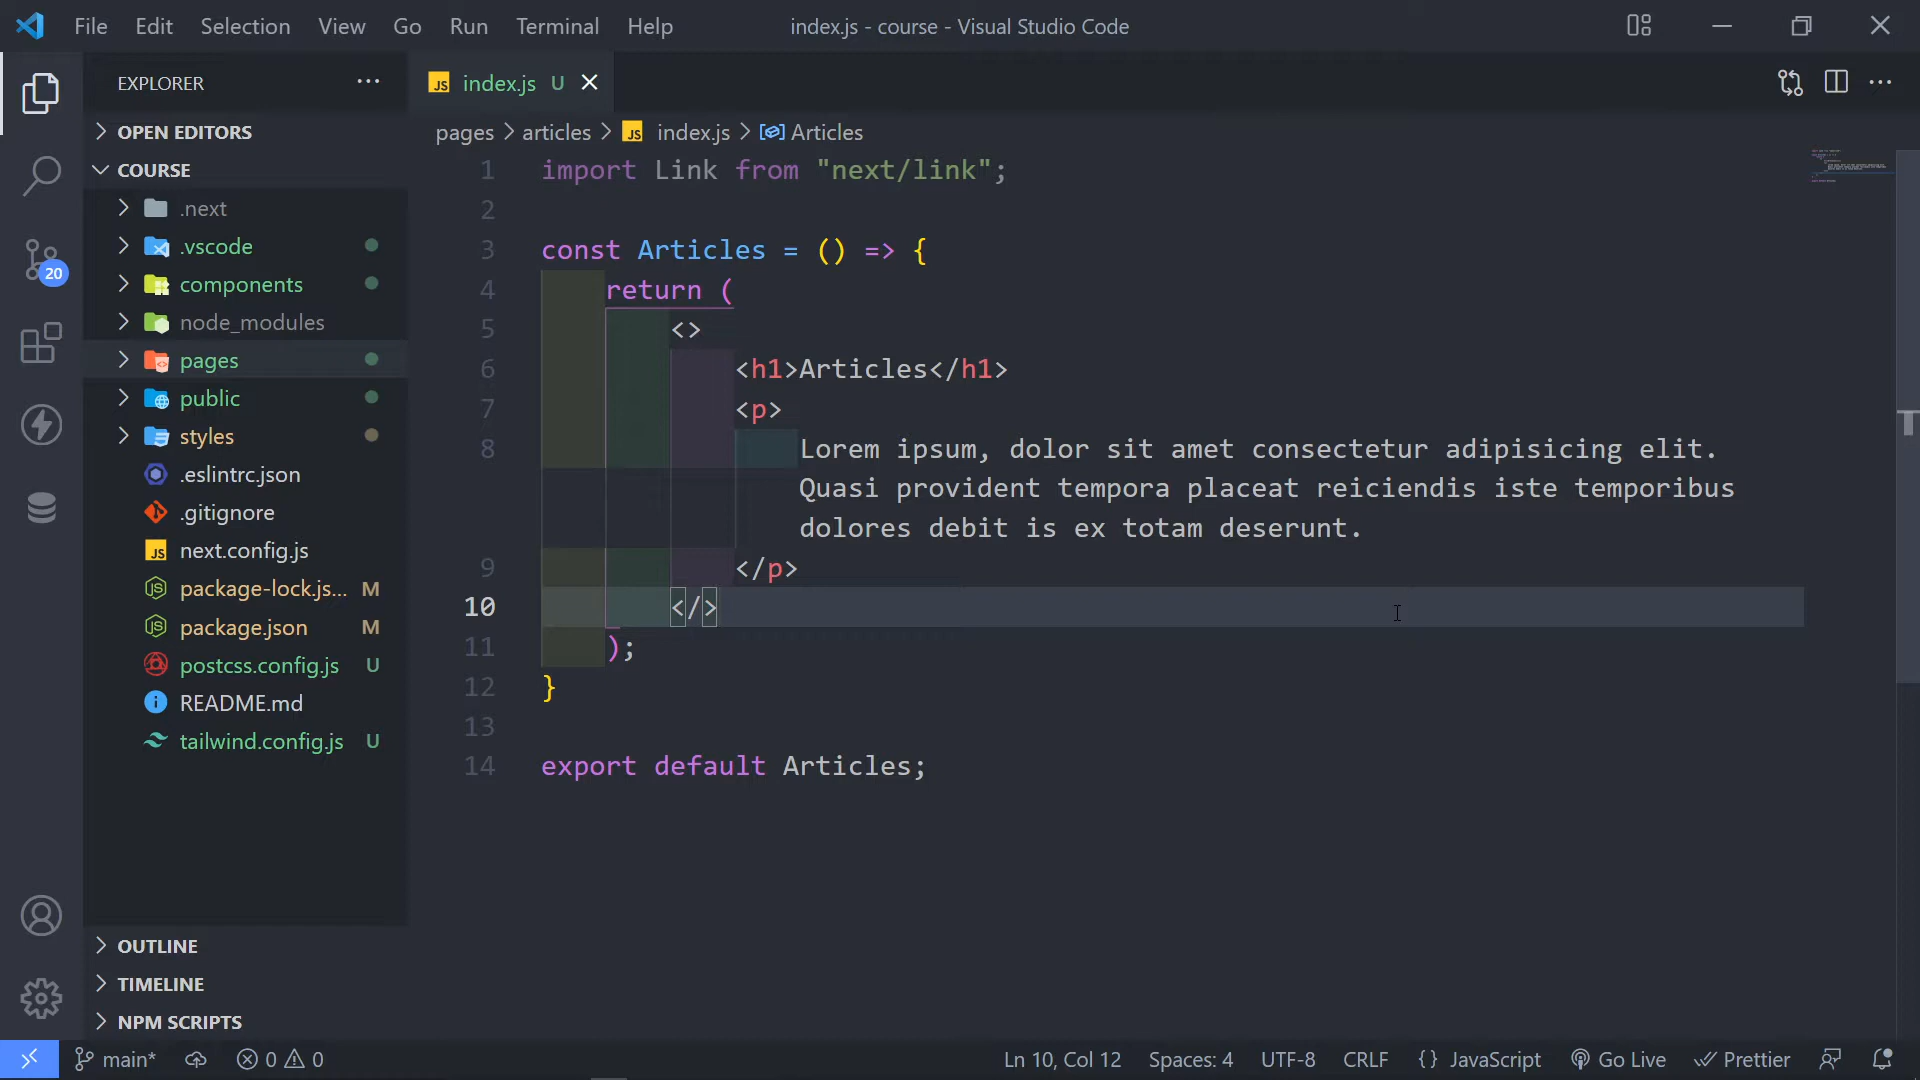 File Edit Selection View Go Run Terminal Help
index.js - course - Visual Studio Code
EXPLORER
OPEN EDITORS
COURSE
.next
.vscode
components
node_modules
pages
public
styles
.eslintrc.json
.gitignore
next.config.js
package-lock.js... M
package.json M
postcss.config.js U
README.md
tailwind.config.js U
OUTLINE
TIMELINE
NPM SCRIPTS
20
JS index.js U
pages > articles > JS index.js > Articles
1 import Link from "next/link";
2
3 const Articles = () => {
4 return (
5 <>
6 <h1>Articles</h1>
7 <p>
8 Lorem ipsum, dolor sit amet consectetur adipisicing elit.
Quasi provident tempora placeat reiciendis iste temporibus
dolores debit is ex totam deserunt.
9 </p>
10 </>
11 );
12 }
13
14 export default Articles;
main* 0 0 Ln 10, Col 12 Spaces: 4 UTF-8 CRLF {} JavaScript Go Live Prettier